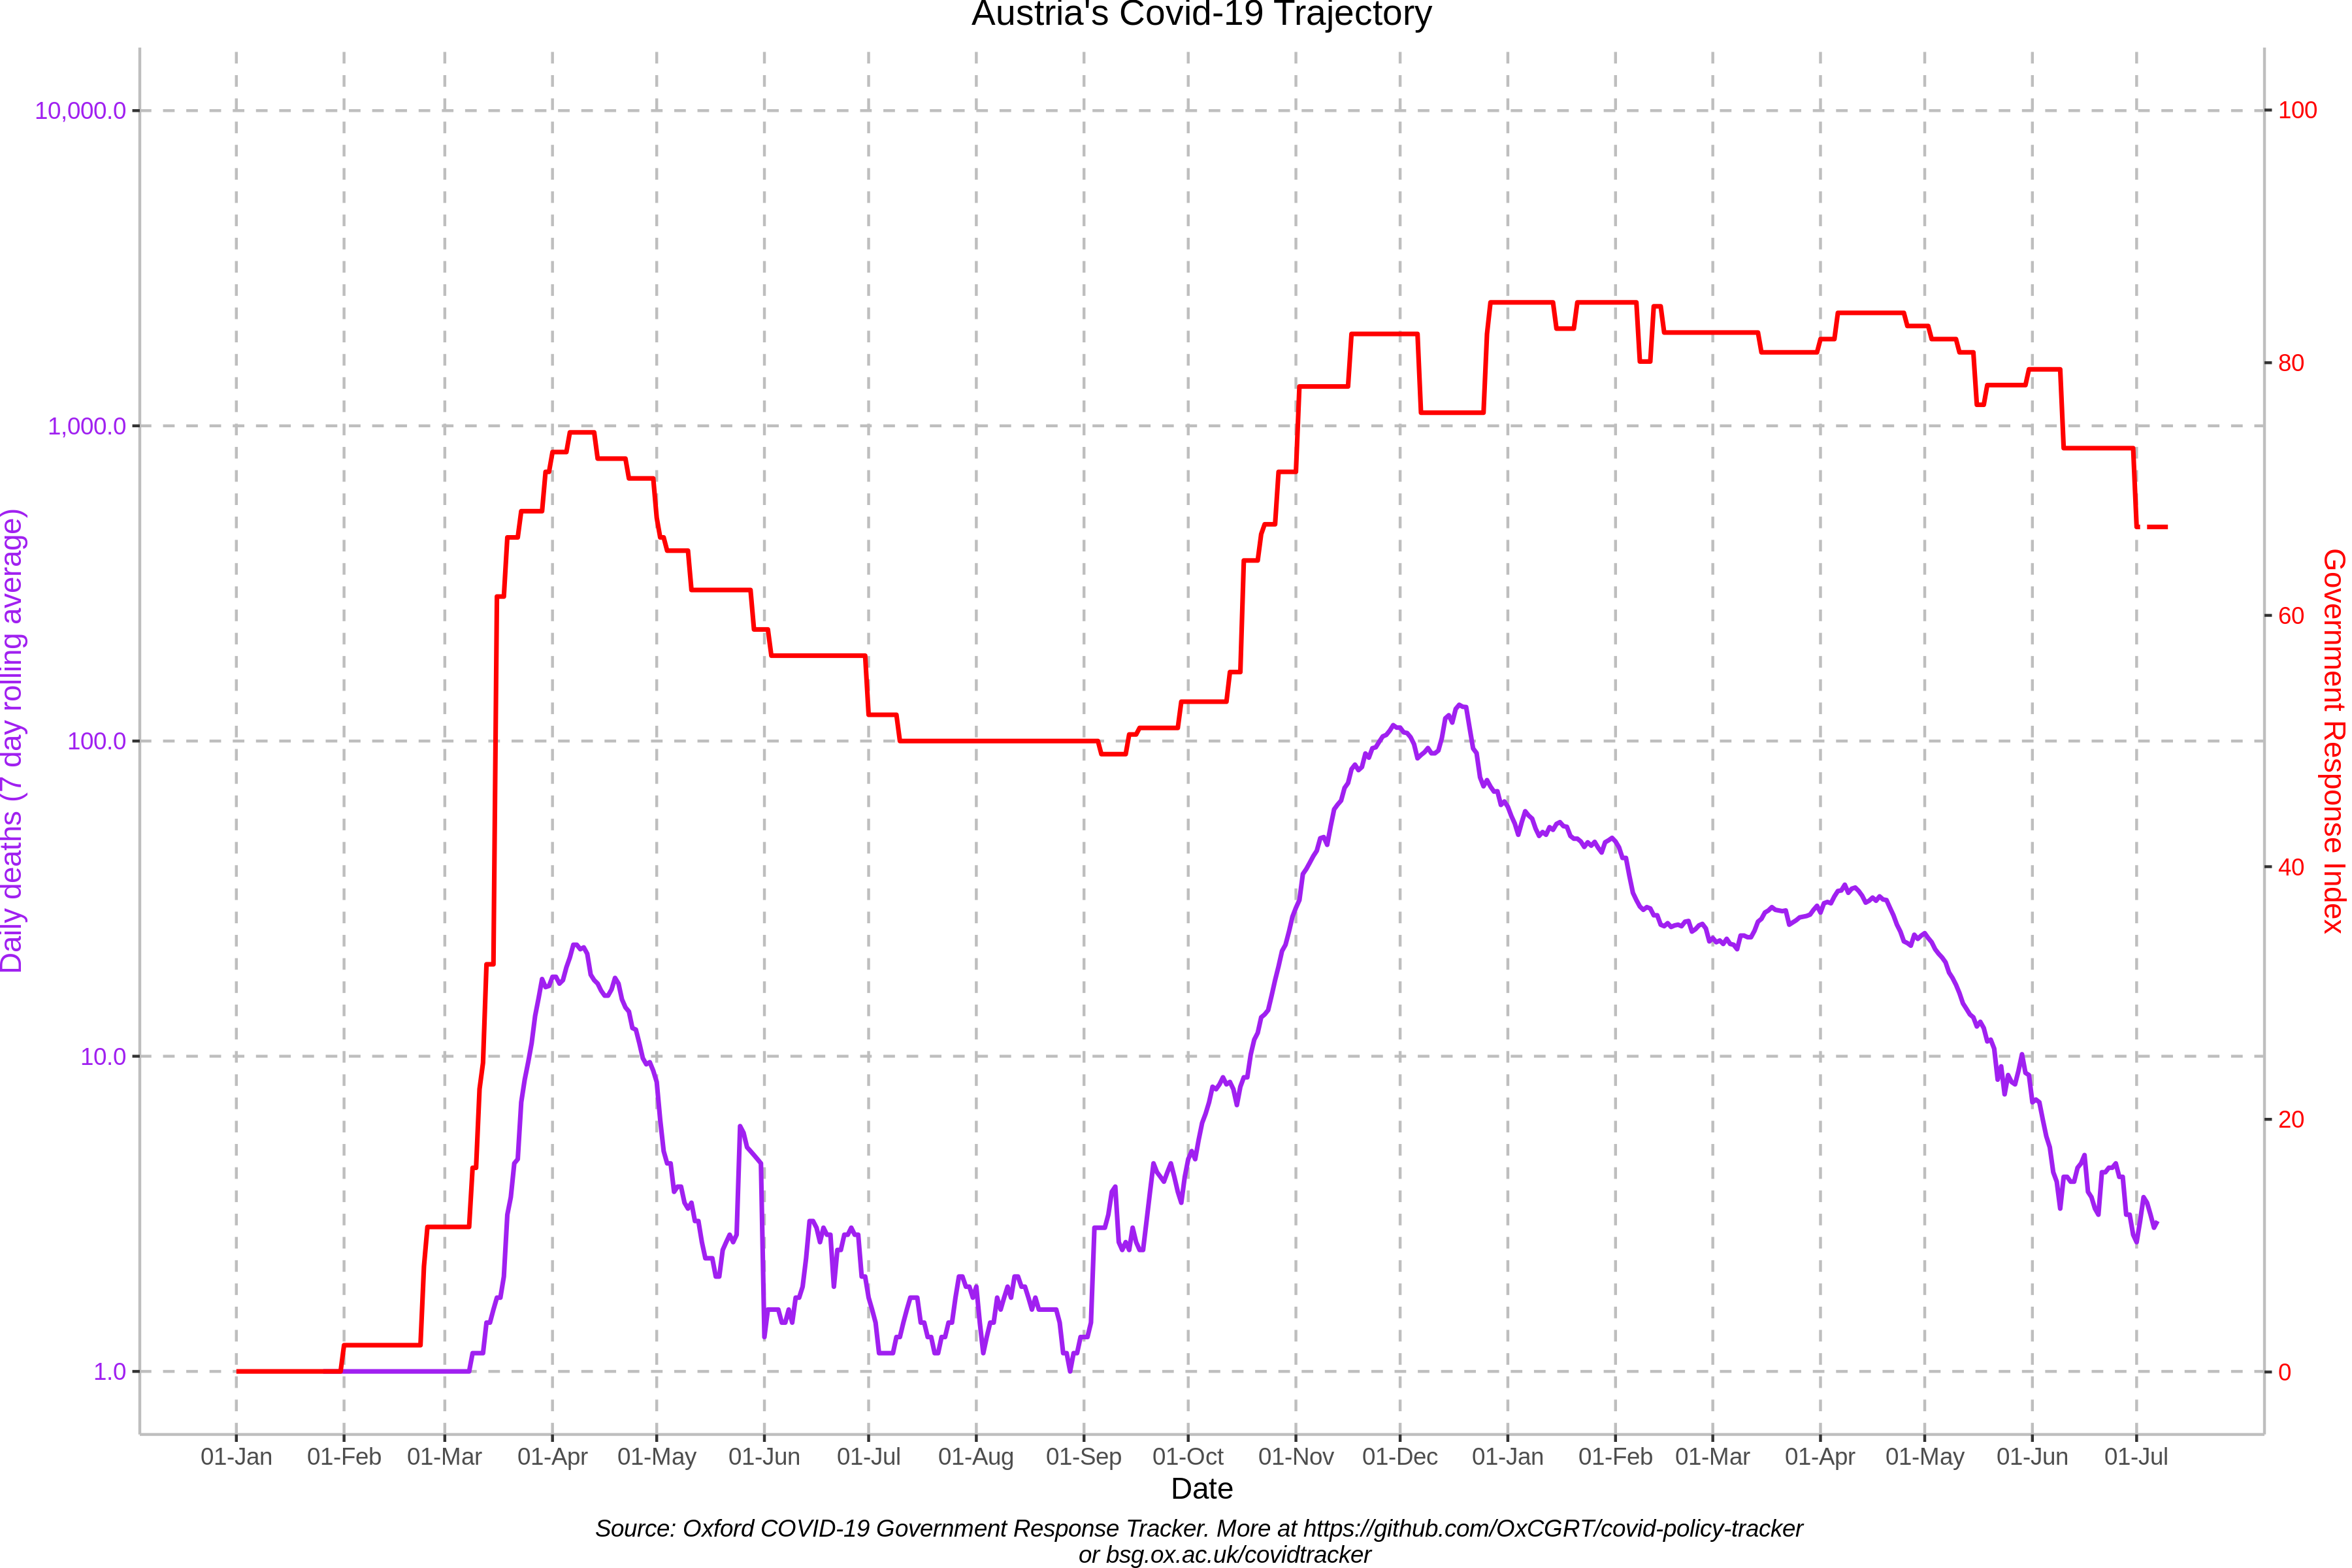 Austria's Covid-19 Trajectory
10,000.0
1,000.0
100.0
10.0
1.0
Daily deaths (7 day rolling average)
100
80
60
40
20
0
Government Response Index
01-Jan 01-Feb 01-Mar 01-Apr 01-May 01-Jun 01-Jul 01-Aug 01-Sep 01-Oct 01-Nov 01-Dec 01-Jan 01-Feb 01-Mar 01-Apr 01-May 01-Jun 01-Jul
Date
Source: Oxford COVID-19 Government Response Tracker. More at https://github.com/OxCGRT/covid-policy-tracker
or bsg.ox.ac.uk/covidtracker